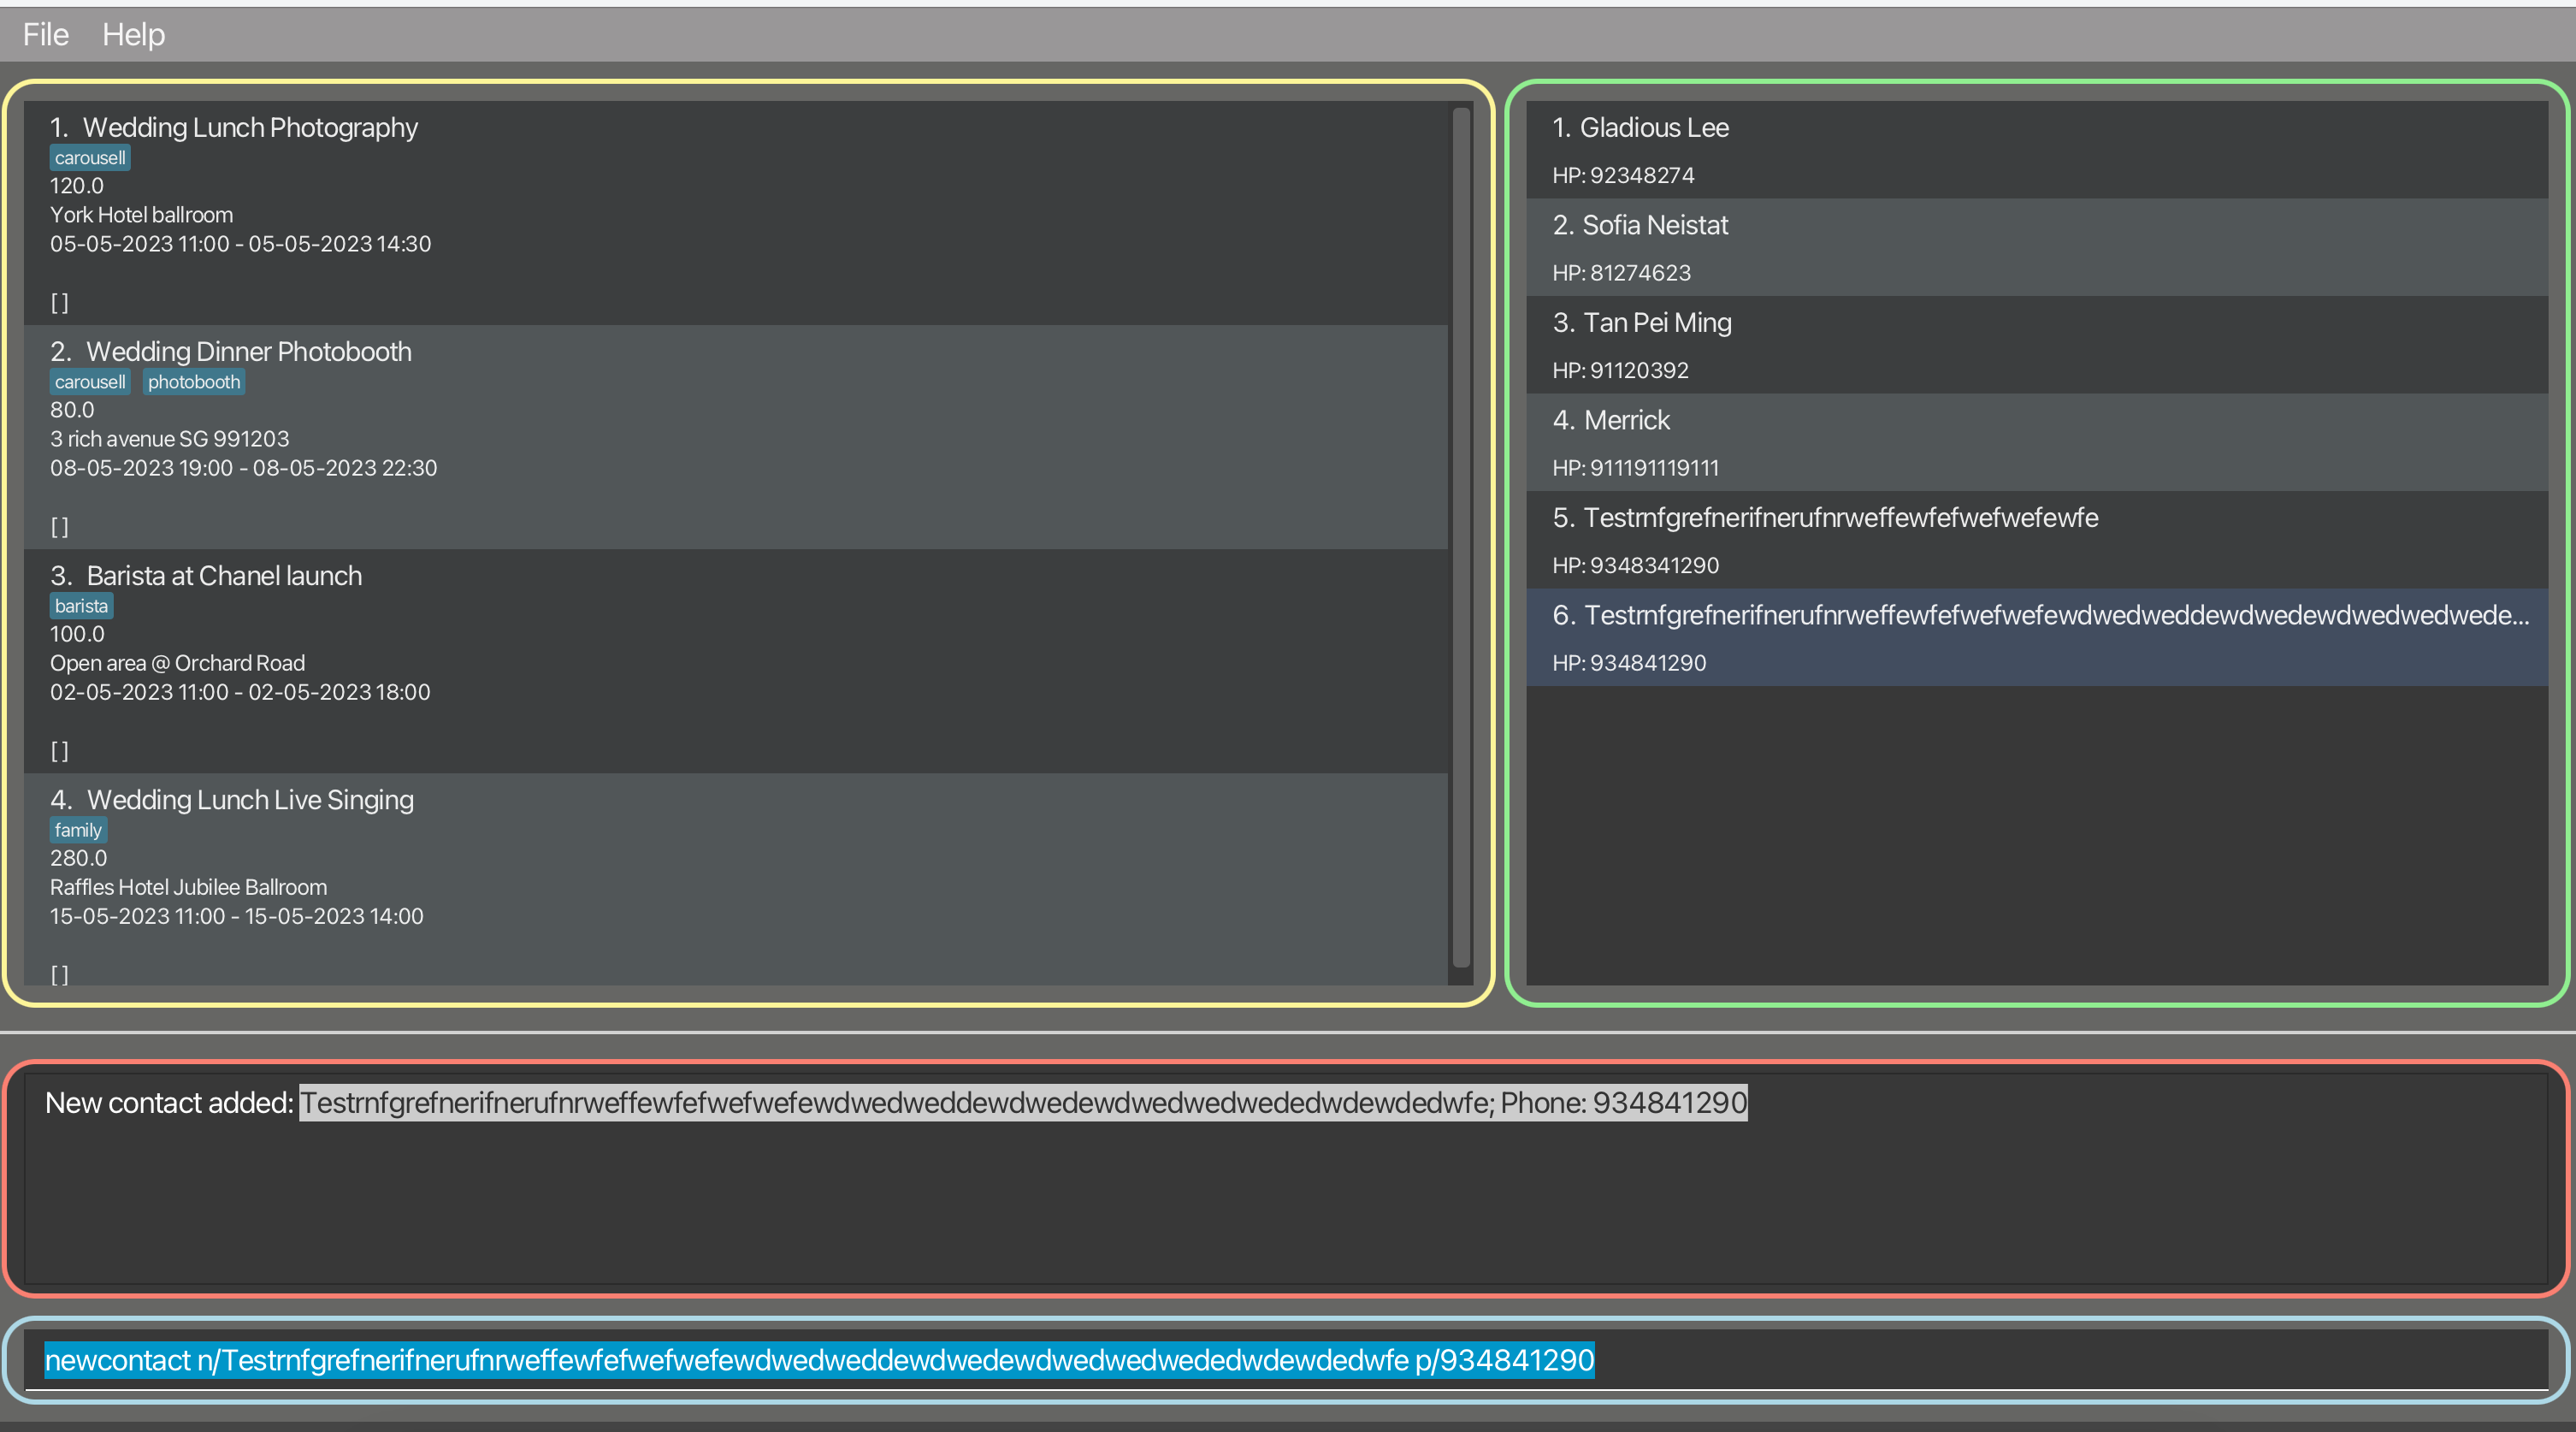 File Help
1. Wedding Lunch Photography
carousell
120.0
York Hotel ballroom
05-05-2023 11:00 - 05-05-2023 14:30
[ ]
2. Wedding Dinner Photobooth
carousell photobooth
80.0
3 rich avenue SG 991203
08-05-2023 19:00 - 08-05-2023 22:30
[ ]
3. Barista at Chanel launch
barista
100.0
Open area @ Orchard Road
02-05-2023 11:00 - 02-05-2023 18:00
[ ]
4. Wedding Lunch Live Singing
family
280.0
Raffles Hotel Jubilee Ballroom
15-05-2023 11:00 - 15-05-2023 14:00
[ ]
1. Gladious Lee
HP: 92348274
2. Sofia Neistat
HP: 81274623
3. Tan Pei Ming
HP: 91120392
4. Merrick
HP: 911191119111
5. Testrnfgrefnerifnerufnrweffewfefwefwefewfe
HP: 9348341290
6. Testrnfgrefnerifnerufnrweffewfefwefwefewdwedweddewdwedewdwedwedwede...
HP: 934841290
New contact added: Testrnfgrefnerifnerufnrweffewfefwefwefewdwedweddewdwedewdwedwedwededwdewdedwfe; Phone: 934841290
newcontact n/Testrnfgrefnerifnerufnrweffewfefwefwefewdwedweddewdwedewdwedwedwededwdewdedwfe p/934841290